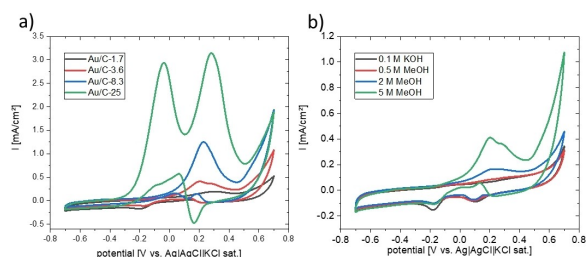 a)
Au/C-1.7
Au/C-3.6
Au/C-8.3
Au/C-25
I [mA/cm²]
3.5
3.0
2.5
2.0
1.5
1.0
0.5
0.0
-0.5
-0.8 -0.6 -0.4 -0.2 0.0 0.2 0.4 0.6 0.8
potential [V vs. Ag|AgCl|KCl sat.]
b)
0.1 M KOH
0.5 M MeOH
2 M MeOH
5 M MeOH
I [mA/cm²]
1.2
1.0
0.8
0.6
0.4
0.2
0.0
-0.2
-0.8 -0.6 -0.4 -0.2 0.0 0.2 0.4 0.6 0.8
potential [V vs. Ag|AgCl|KCl sat.]